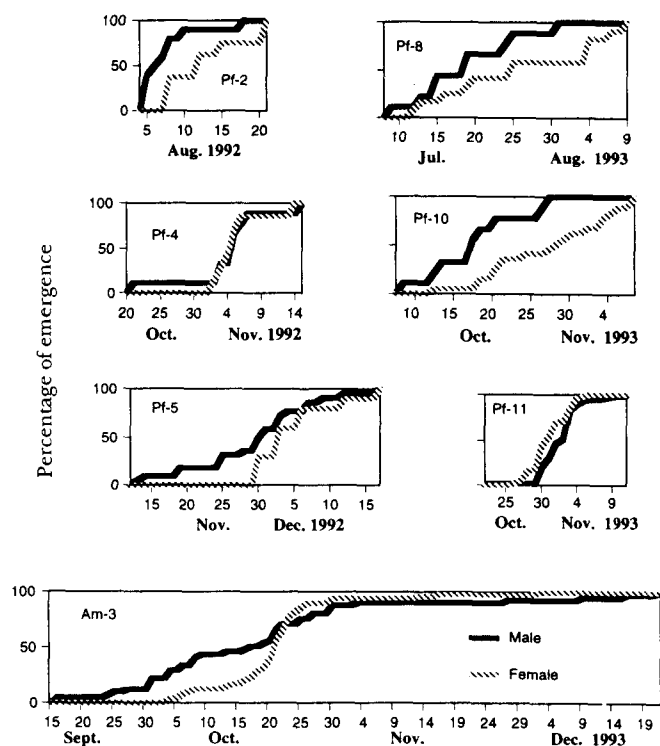 Percentage of emergence
100
50
0
Pf-2
5 10 15 20
Aug. 1992
Pf-8
10 15 20 25 30 4 9
Jul. Aug. 1993
100
50
0
Pf-4
20 25 30 4 9 14
Oct. Nov. 1992
Pf-10
10 15 20 25 30 4
Oct. Nov. 1993
100
50
0
Pf-5
15 20 25 30 5 10 15
Nov. Dec. 1992
Pf-11
25 30 4 9
Oct. Nov. 1993
100
50
0
Am-3
Male
Female
15 20 25 30 5 10 15 20 25 30 4 9 14 19 24 29 4 9 14 19
Sept. Oct. Nov. Dec. 1993